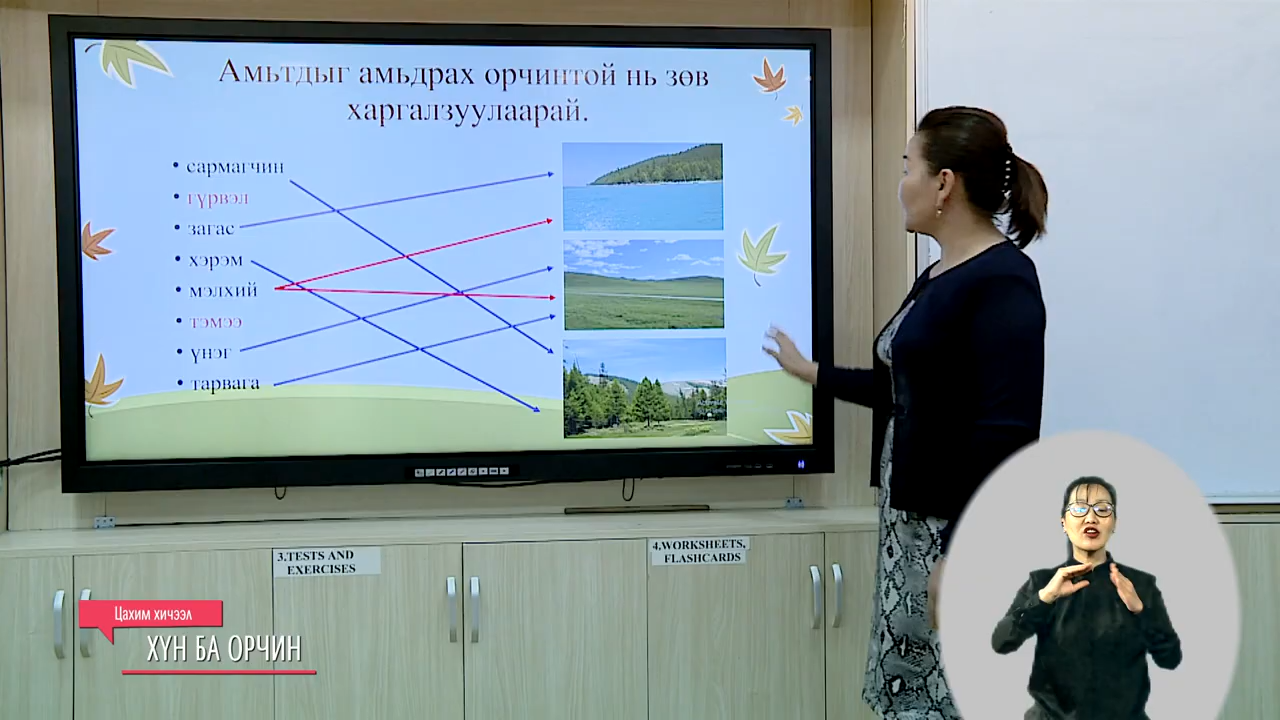 Амьтдыг амьдрах орчинтой нь зөв
харгалзуулаарай.
• сармагчин
• гүрвэл
• загас
• хэрэм
• мэлхий
• тэмээ
• үнэг
• тарвага
3.TESTS AND
EXERCISES
4,WORKSHEETS,
FLASHCARDS
Цахим хичээл
ХҮН БА ОРЧИН